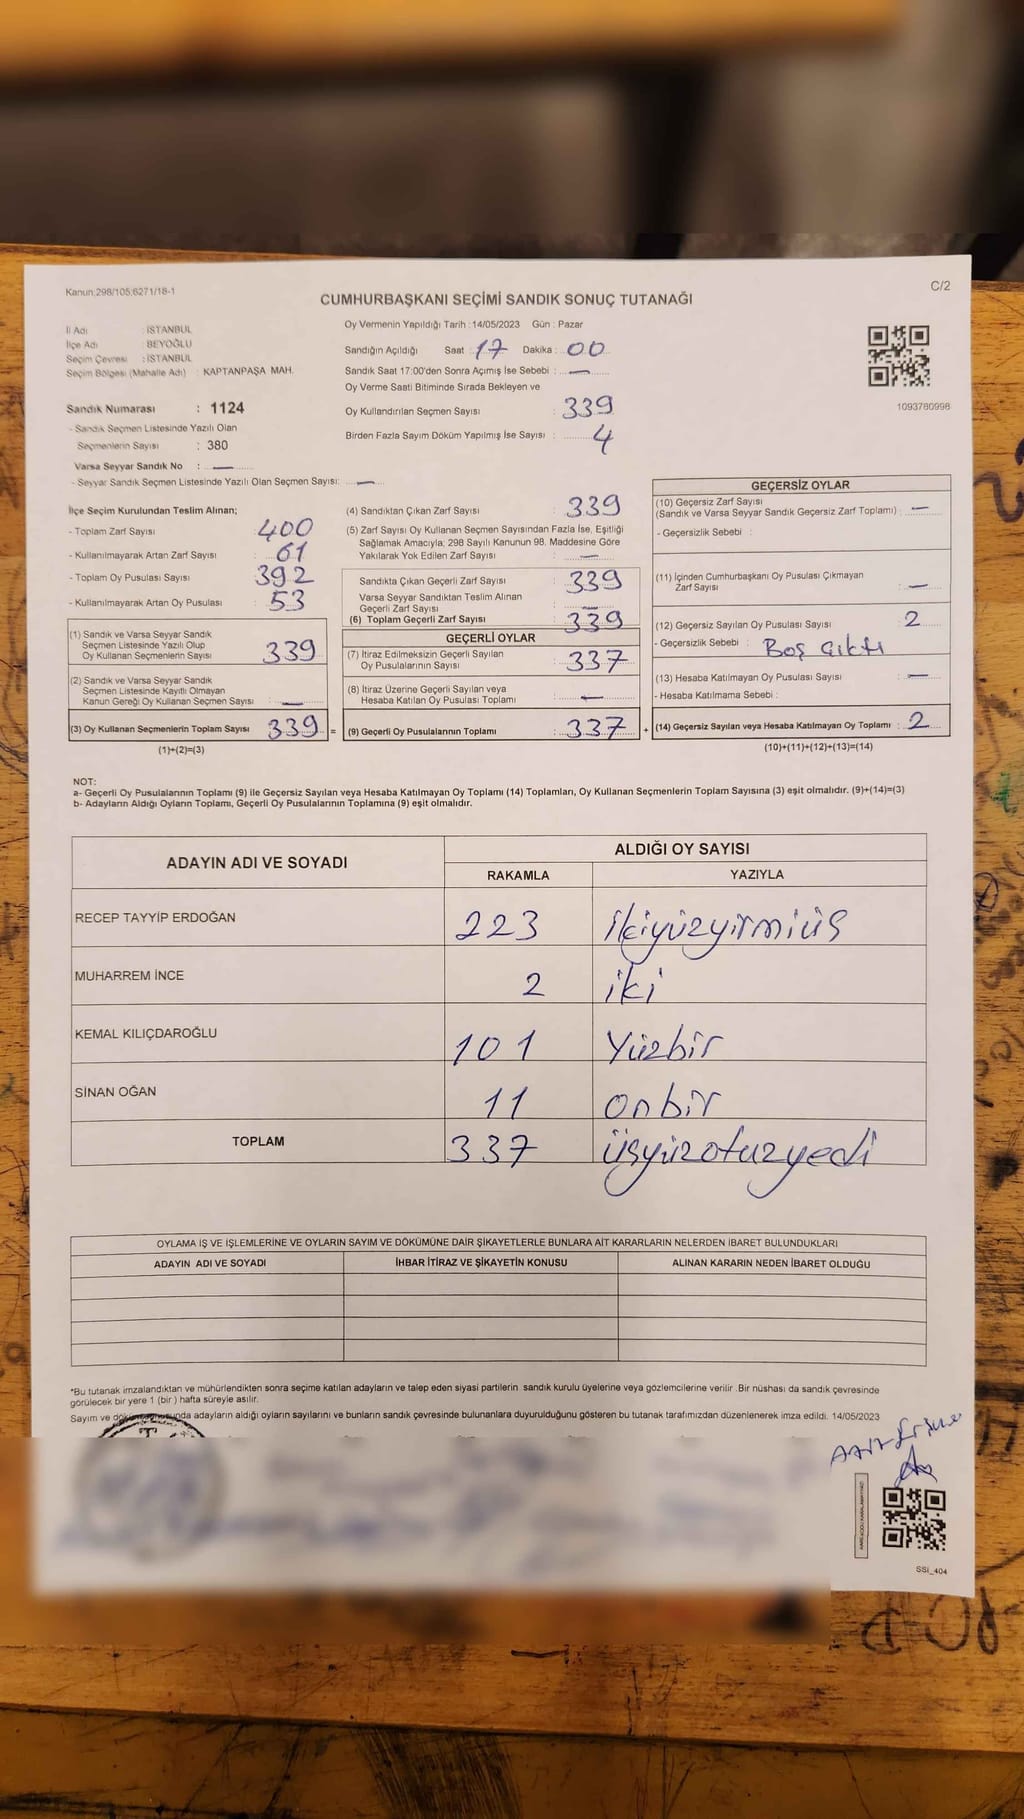 Kanun:298/105;6271/18-1
C/2
CUMHURBAŞKANI SEÇİMİ SANDIK SONUÇ TUTANAĞI
İl Adı : İSTANBUL
İlçe Adı : BEYOĞLU
Seçim Çevresi : İSTANBUL
Seçim Bölgesi (Mahalle Adı) : KAPTANPAŞA MAH.
Oy Vermenin Yapıldığı Tarih :14/05/2023 Gün : Pazar
Sandığın Açıldığı Saat : 17 Dakika : 00
Sandık Saat 17:00'den Sonra Açımış İse Sebebi : —
Oy Verme Saati Bitiminde Sırada Bekleyen ve
Oy Kullandırılan Seçmen Sayısı : 339
Birden Fazla Sayım Döküm Yapılmış İse Sayısı : 4
1093780998
Sandık Numarası : 1124
- Sandık Seçmen Listesinde Yazılı Olan
Seçmenlerin Sayısı : 380
Varsa Seyyar Sandık No : —
- Seyyar Sandık Seçmen Listesinde Yazılı Olan Seçmen Sayısı: —
İlçe Seçim Kurulundan Teslim Alınan;
- Toplam Zarf Sayısı 400
- Kullanılmayarak Artan Zarf Sayısı : 61
- Toplam Oy Pusulası Sayısı 392
- Kullanılmayarak Artan Oy Pusulası : 53
(1) Sandık ve Varsa Seyyar Sandık
Seçmen Listesinde Yazılı Olup
Oy Kullanan Seçmenlerin Sayısı 339
(2) Sandık ve Varsa Seyyar Sandık
Seçmen Listesinde Kayıtlı Olmayan
Kanun Gereği Oy Kullanan Seçmen Sayısı : —
(3) Oy Kullanan Seçmenlerin Toplam Sayısı 339 =
(1)+(2)=(3)
(4) Sandıktan Çıkan Zarf Sayısı : 339
(5) Zarf Sayısı Oy Kullanan Seçmen Sayısından Fazla İse, Eşitliği
Sağlamak Amacıyla; 298 Sayılı Kanunun 98. Maddesine Göre
Yakılarak Yok Edilen Zarf Sayısı : —
Sandıkta Çıkan Geçerli Zarf Sayısı : 339
Varsa Seyyar Sandıktan Teslim Alınan
Geçerli Zarf Sayısı : —
(6) Toplam Geçerli Zarf Sayısı : 339
GEÇERLİ OYLAR
(7) İtiraz Edilmeksizin Geçerli Sayılan
Oy Pusulalarının Sayısı : 337
(8) İtiraz Üzerine Geçerli Sayılan veya
Hesaba Katılan Oy Pusulası Toplamı : —
(9) Geçerli Oy Pusulalarının Toplamı : 337 +
GEÇERSİZ OYLAR
(10) Geçersiz Zarf Sayısı
(Sandık ve Varsa Seyyar Sandık Geçersiz Zarf Toplamı) : —
- Geçersizlik Sebebi :
(11) İçinden Cumhurbaşkanı Oy Pusulası Çıkmayan
Zarf Sayısı : —
(12) Geçersiz Sayılan Oy Pusulası Sayısı : 2
- Geçersizlik Sebebi : Boş Çıktı
(13) Hesaba Katılmayan Oy Pusulası Sayısı : —
- Hesaba Katılmama Sebebi :
(14) Geçersiz Sayılan veya Hesaba Katılmayan Oy Toplamı : 2
(10)+(11)+(12)+(13)=(14)
NOT:
a- Geçerli Oy Pusulalarının Toplamı (9) ile Geçersiz Sayılan veya Hesaba Katılmayan Oy Toplamı (14) Toplamları, Oy Kullanan Seçmenlerin Toplam Sayısına (3) eşit olmalıdır. (9)+(14)=(3)
b- Adayların Aldığı Oyların Toplamı, Geçerli Oy Pusulalarının Toplamına (9) eşit olmalıdır.
ADAYIN ADI VE SOYADI ALDIĞI OY SAYISI
RAKAMLA YAZIYLA
RECEP TAYYİP ERDOĞAN 223 ikiyüzyirmiüç
MUHARREM İNCE 2 iki
KEMAL KILIÇDAROĞLU 101 Yüzbir
SİNAN OĞAN 11 onbir
TOPLAM 337 üçyüzotuzyedi
OYLAMA İŞ VE İŞLEMLERİNE VE OYLARIN SAYIM VE DÖKÜMÜNE DAİR ŞİKAYETLERLE BUNLARA AİT KARARLARIN NELERDEN İBARET BULUNDUKLARI
ADAYIN ADI VE SOYADI İHBAR İTİRAZ VE ŞİKAYETİN KONUSU ALINAN KARARIN NEDEN İBARET OLDUĞU
*Bu tutanak imzalandıktan ve mühürlendikten sonra seçime katılan adayların ve talep eden siyasi partilerin sandık kurulu üyelerine veya gözlemcilerine verilir .Bir nüshası da sandık çevresinde
görülecek bir yere 1 (bir ) hafta süreyle asılır.
Sayım ve adayların aldığı oyların sayılarını ve bunların sandık çevresinde bulunanlara duyurulduğunu gösteren bu tutanak tarafımızdan düzenlenerek imza edildi. 14/05/2023
SSİ_404